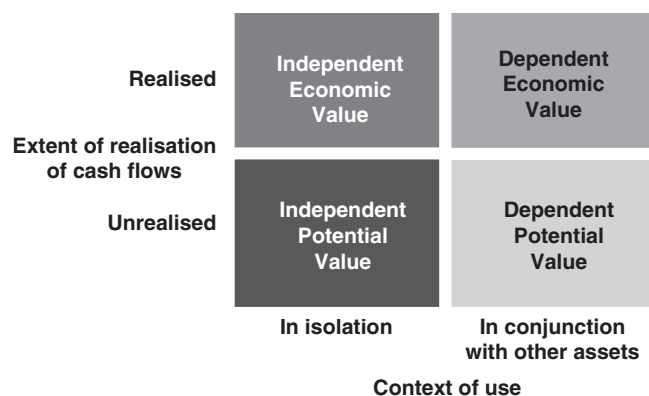 Realised
Independent
Economic
Value
Dependent
Economic
Value
Extent of realisation
of cash flows
Unrealised
Independent
Potential
Value
Dependent
Potential
Value
In isolation
In conjunction
with other assets
Context of use